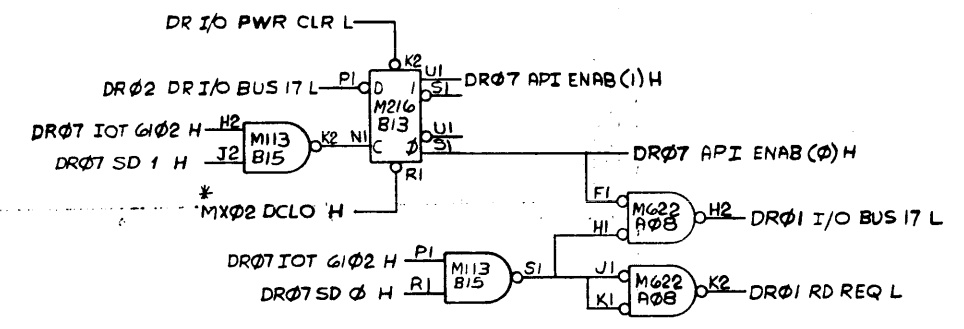 DR I/O PWR CLR L
K2
DRØ2 DR I/O BUS 17 L P1 D 1 U1 DRØ7 API ENAB (1) H
S1
M216
B13
DRØ7 IOT 61Ø2 H H2 U1
M113 K2 N1 C Ø S1 DRØ7 API ENAB (Ø) H
B15
DRØ7 SD 1 H J2
R1
*
MXØ2 DCLO H
F1
M622 H2 DRØ1 I/O BUS 17 L
AØ8
H1
DRØ7 IOT 61Ø2 H P1
M113 S1
B15
DRØ7 SD Ø H R1
J1
M622 K2 DRØ1 RD REQ L
AØ8
K1